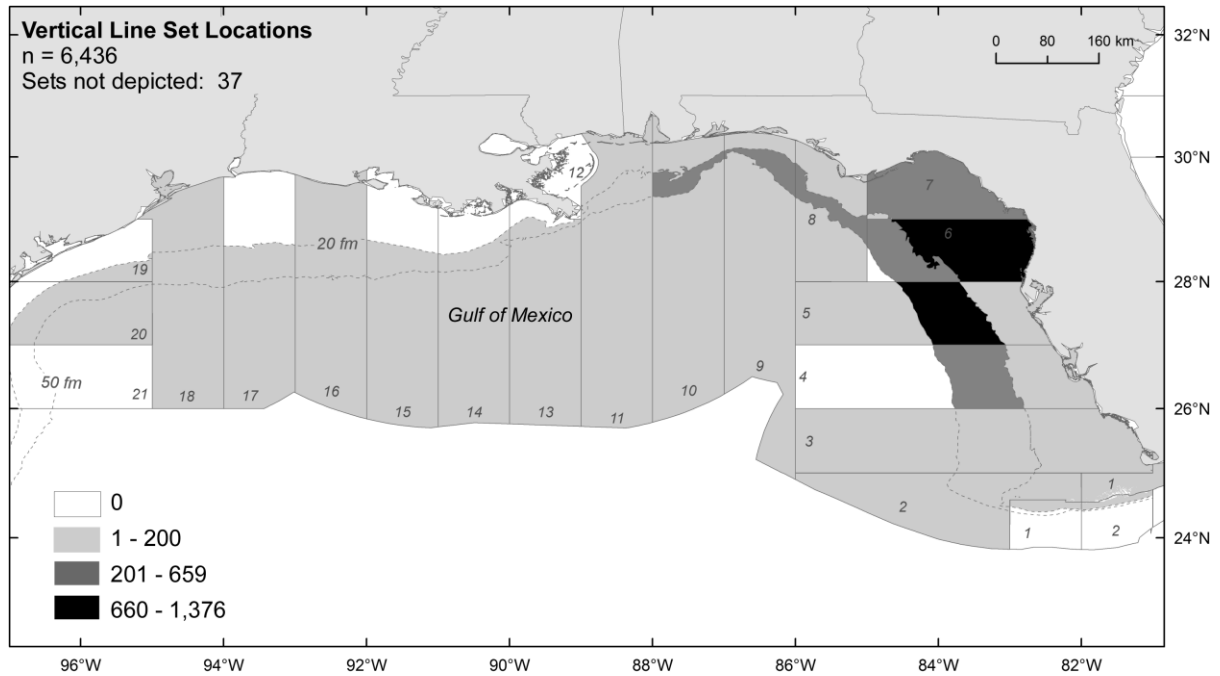 Vertical Line Set Locations
n = 6,436
Sets not depicted: 37
0 80 160 km
32°N
30°N
28°N
26°N
24°N
12
7
8
6
20 fm
19
Gulf of Mexico
5
20
9
4
50 fm
21
18
17
16
15
14
13
11
10
3
1
2
1
2
1
0
1 - 200
201 - 659
660 - 1,376
96°W 94°W 92°W 90°W 88°W 86°W 84°W 82°W